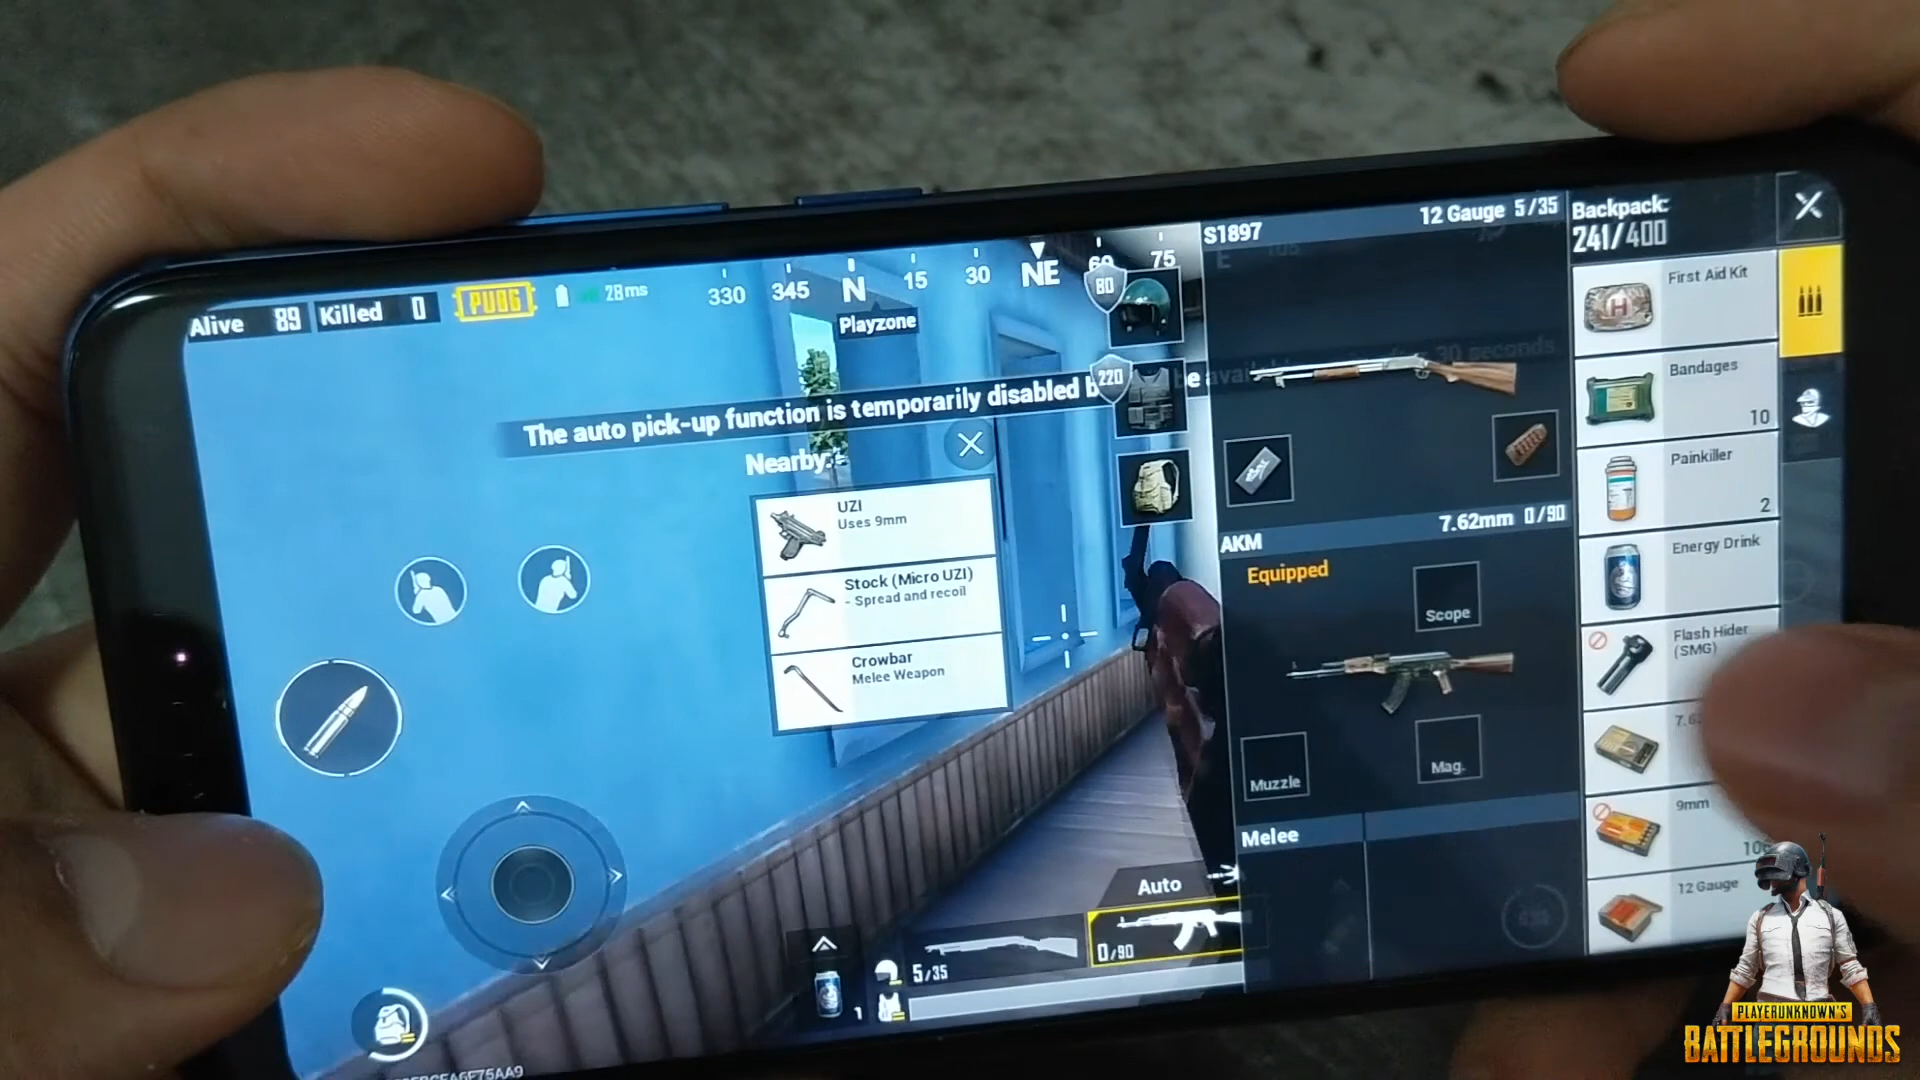 Alive 89 Killed 0
PUBG
28ms
330 345 N 15 30 NE 60 75
Playzone
The auto pick-up function is temporarily disabled
be avai
30 seconds
Nearby:
UZI
Uses 9mm
Stock (Micro UZI)
- Spread and recoil
Crowbar
Melee Weapon
80
220
S1897
12 Gauge 5/35
AKM
7.62mm 0/90
Equipped
Scope
Muzzle
Mag.
Melee
Backpack:
241/400
First Aid Kit
Bandages
10
Painkiller
2
Energy Drink
Flash Hider
(SMG)
9mm
12 Gauge
Auto
5/35
0/90
1
PLAYERUNKNOWN'S
BATTLEGROUNDS